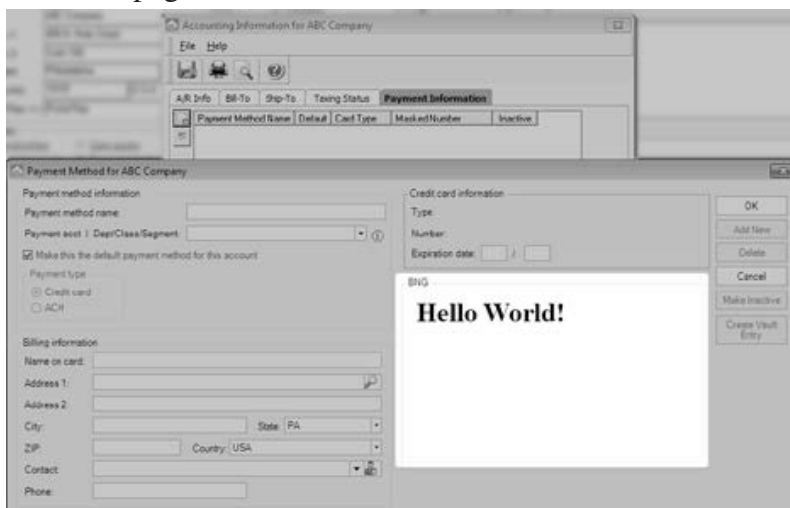 Accounting Information for ABC Company
File Help
A/R Info Bill-To Ship-To Taxing Status Payment Information
Payment Method Name Default Card Type Masked Number Inactive
Payment Method for ABC Company
Payment method information
Payment method name:
Payment acct
Dept/Class/Segment:
Make this the default payment method for this account
Payment type
Credit card
ACH
Billing information
Name on card:
Address 1:
Address 2:
City:
State: PA
ZIP:
Country: USA
Contact:
Phone:
Credit card information
Type:
Number:
Expiration date: /
BNG
Hello World!
OK
Add New
Delete
Cancel
Make Inactive
Create Vault
Entry